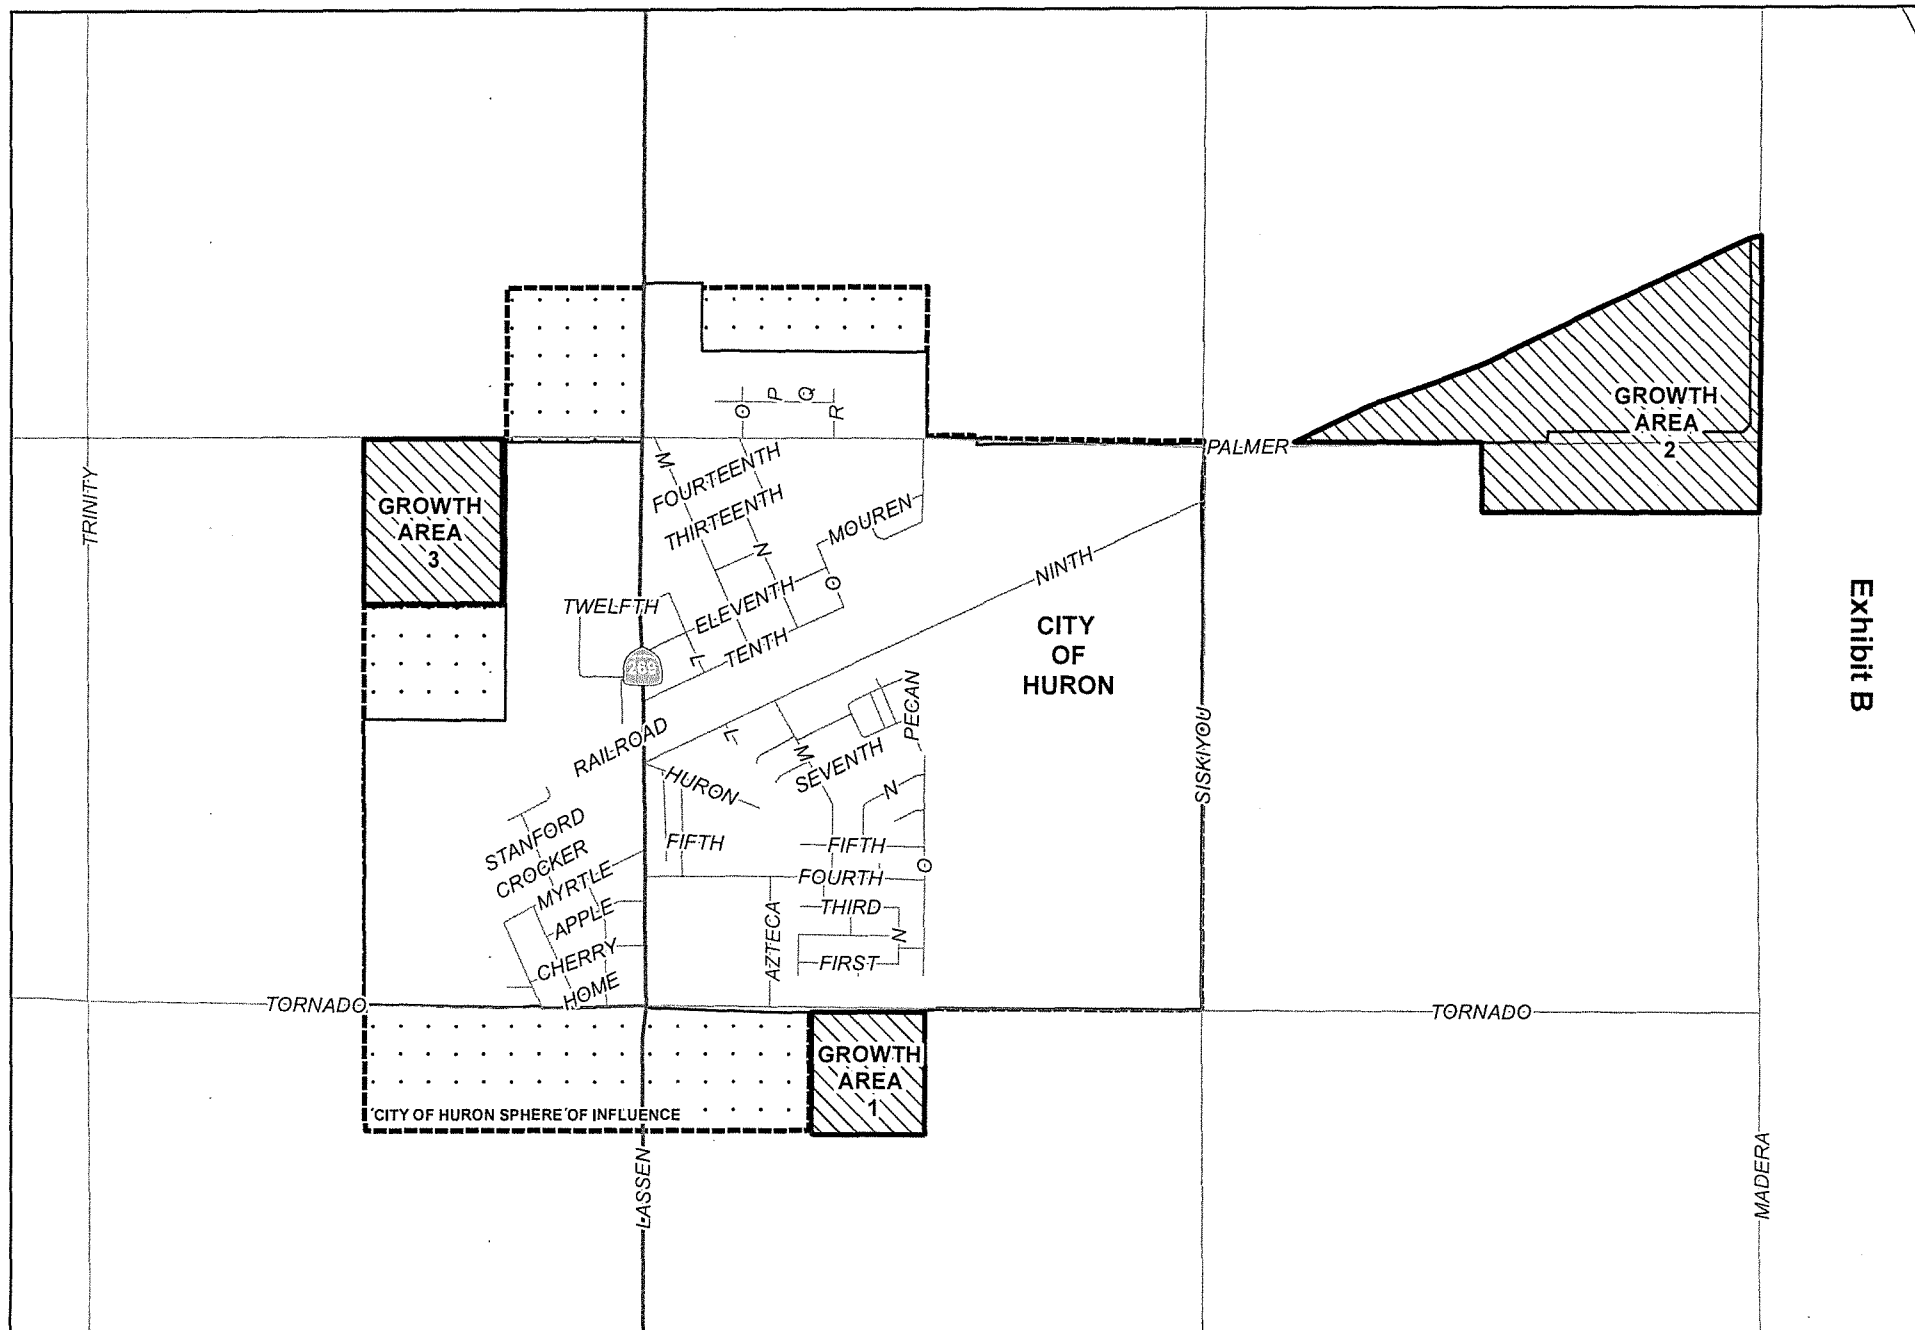 P
Q
O
R
PALMER
GROWTH
AREA
2
TRINITY
GROWTH
AREA
3
M
FOURTEENTH
THIRTEENTH
MOUREN
N
O
NINTH
TWELFTH
ELEVENTH
TENTH
L
269
CITY
OF
HURON
Exhibit B
PECAN
SISKIYOU
RAILROAD
L
M
SEVENTH
HURON
N
STANFORD
CROCKER
FIFTH
FIFTH
O
MYRTLE
FOURTH
APPLE
AZTECA
THIRD
N
CHERRY
FIRST
HOME
TORNADO
TORNADO
GROWTH
AREA
1
CITY OF HURON SPHERE OF INFLUENCE
LASSEN
MADERA